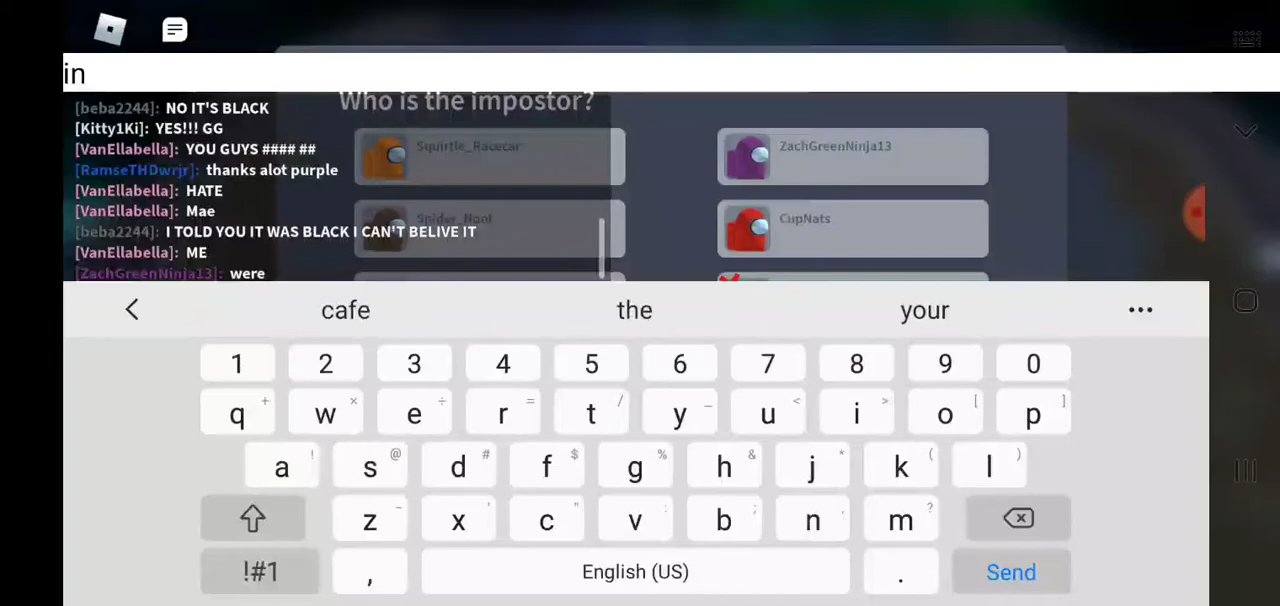 in
Who is the impostor?
[beba2244]: NO IT'S BLACK
[Kitty1Ki]: YES!!! GG
[VanEllabella]: YOU GUYS #### ##
[RamseTHDwrjr]: thanks alot purple
[VanEllabella]: HATE
[VanEllabella]: Mae
[beba2244]: I TOLD YOU IT WAS BLACK I CAN'T BELIVE IT
[VanEllabella]: ME
[ZachGreenNinja13]: were
Squirtle_Racecar
ZachGreenNinja13
Spider_Noot
CupNats
cafe the your
1 2 3 4 5 6 7 8 9 0
q + w × e ÷ r = t / y _ u < i > o [ p ]
a ! s @ d # f $ g % h & j * k ( l )
z - x ' c " v : b ; n , m ?
!#1 , English (US) . Send